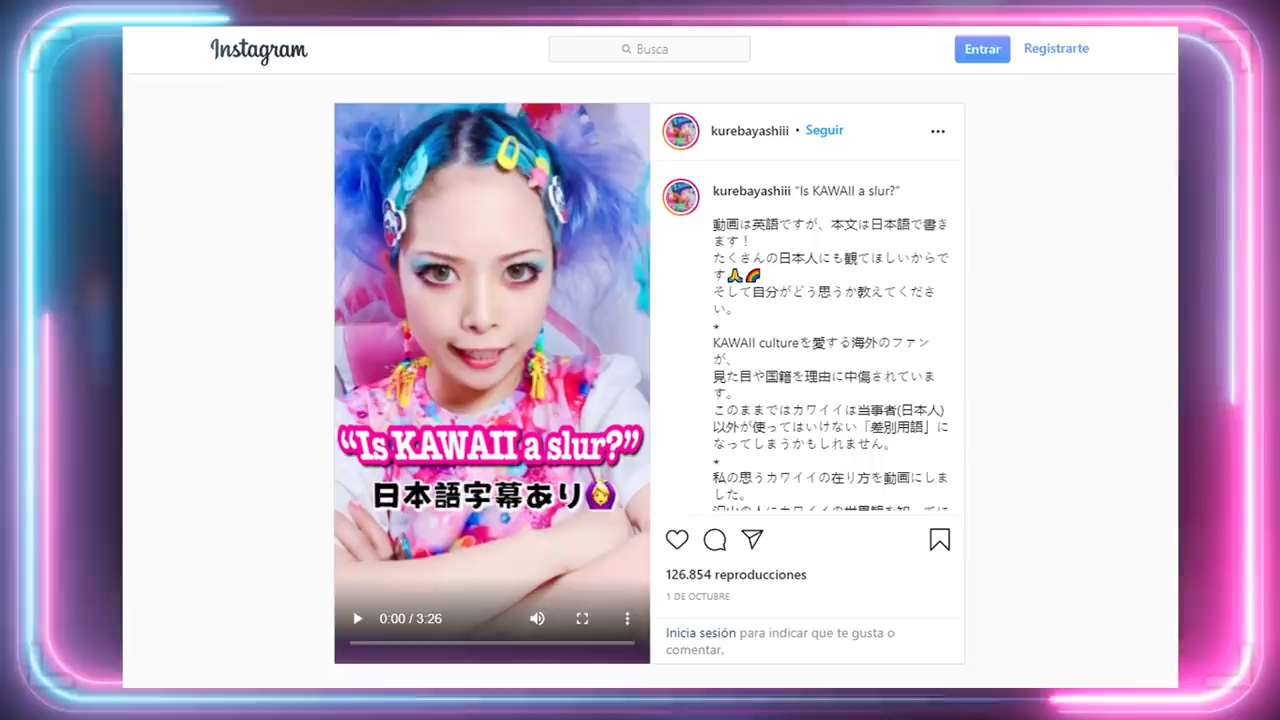 Instagram
Busca
Entrar
Regístrarte
kurebayashiii • Seguir
kurebayashiii “Is KAWAII a slur?”
動画は英語ですが、本文は日本語で書き
ます！
たくさんの日本人にも観てほしいからで
す🙏🌈
そして自分がどう思うか教えてくださ
い。
*
KAWAII cultureを愛する海外のファン
が、
見た目や国籍を理由に中傷されていま
す。
このままではカワイイは当事者(日本人)
以外が使ってはいけない「差別用語」に
なってしまうかもしれません。
*
私の思うカワイイの在り方を動画にしま
した。
“Is KAWAII a slur?”
日本語字幕あり🙆
0:00 / 3:26
126.854 reproducciones
1 DE OCTUBRE
Inicia sesión para indicar que te gusta o
comentar.